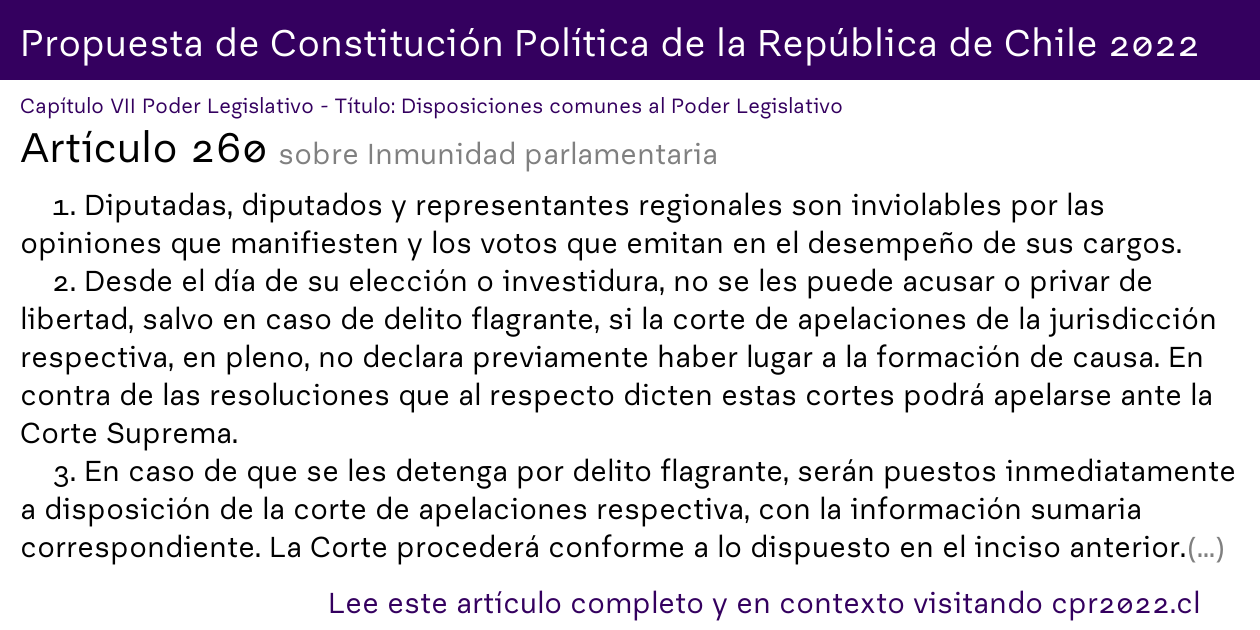 Propuesta de Constitución Política de la República de Chile 2022
Capítulo VII Poder Legislativo - Título: Disposiciones comunes al Poder Legislativo
Artículo 260 sobre Inmunidad parlamentaria
1. Diputadas, diputados y representantes regionales son inviolables por las
opiniones que manifiesten y los votos que emitan en el desempeño de sus cargos.
2. Desde el día de su elección o investidura, no se les puede acusar o privar de
libertad, salvo en caso de delito flagrante, si la corte de apelaciones de la jurisdicción
respectiva, en pleno, no declara previamente haber lugar a la formación de causa. En
contra de las resoluciones que al respecto dicten estas cortes podrá apelarse ante la
Corte Suprema.
3. En caso de que se les detenga por delito flagrante, serán puestos inmediatamente
a disposición de la corte de apelaciones respectiva, con la información sumaria
correspondiente. La Corte procederá conforme a lo dispuesto en el inciso anterior.(...)
Lee este artículo completo y en contexto visitando cpr2022.cl